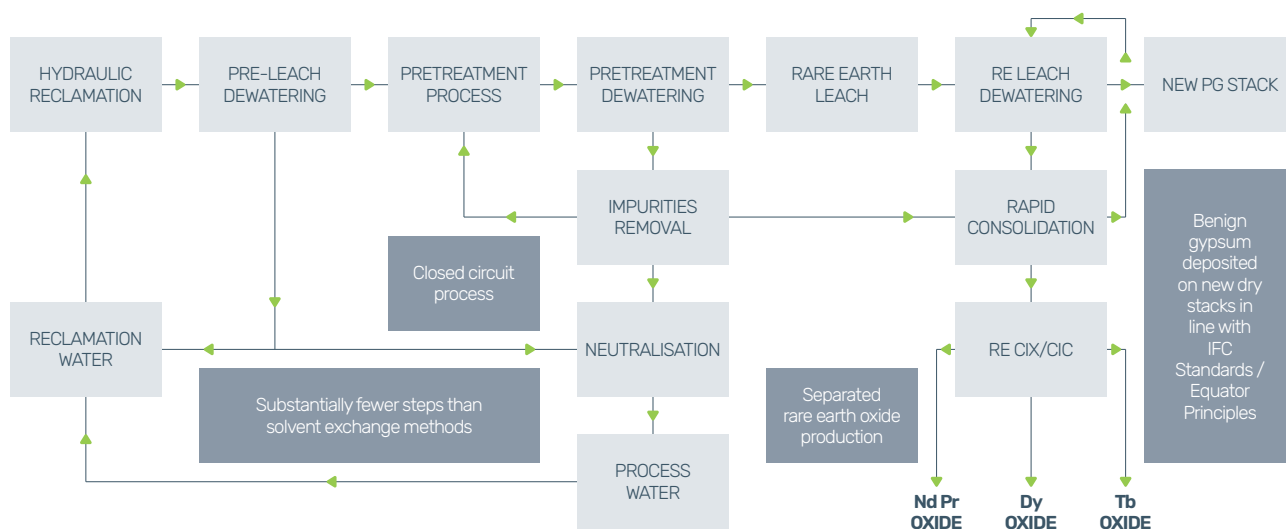 HYDRAULIC
RECLAMATION
PRE-LEACH
DEWATERING
PRETREATMENT
PROCESS
PRETREATMENT
DEWATERING
RARE EARTH
LEACH
RE LEACH
DEWATERING
NEW PG STACK
IMPURITIES
REMOVAL
RAPID
CONSOLIDATION
Benign
gypsum
deposited
on new dry
stacks in
line with
IFC
Standards /
Equator
Principles
Closed circuit
process
RECLAMATION
WATER
NEUTRALISATION
RE CIX/CIC
Substantially fewer steps than
solvent exchange methods
Separated
rare earth oxide
production
PROCESS
WATER
Nd Pr
OXIDE
Dy
OXIDE
Tb
OXIDE